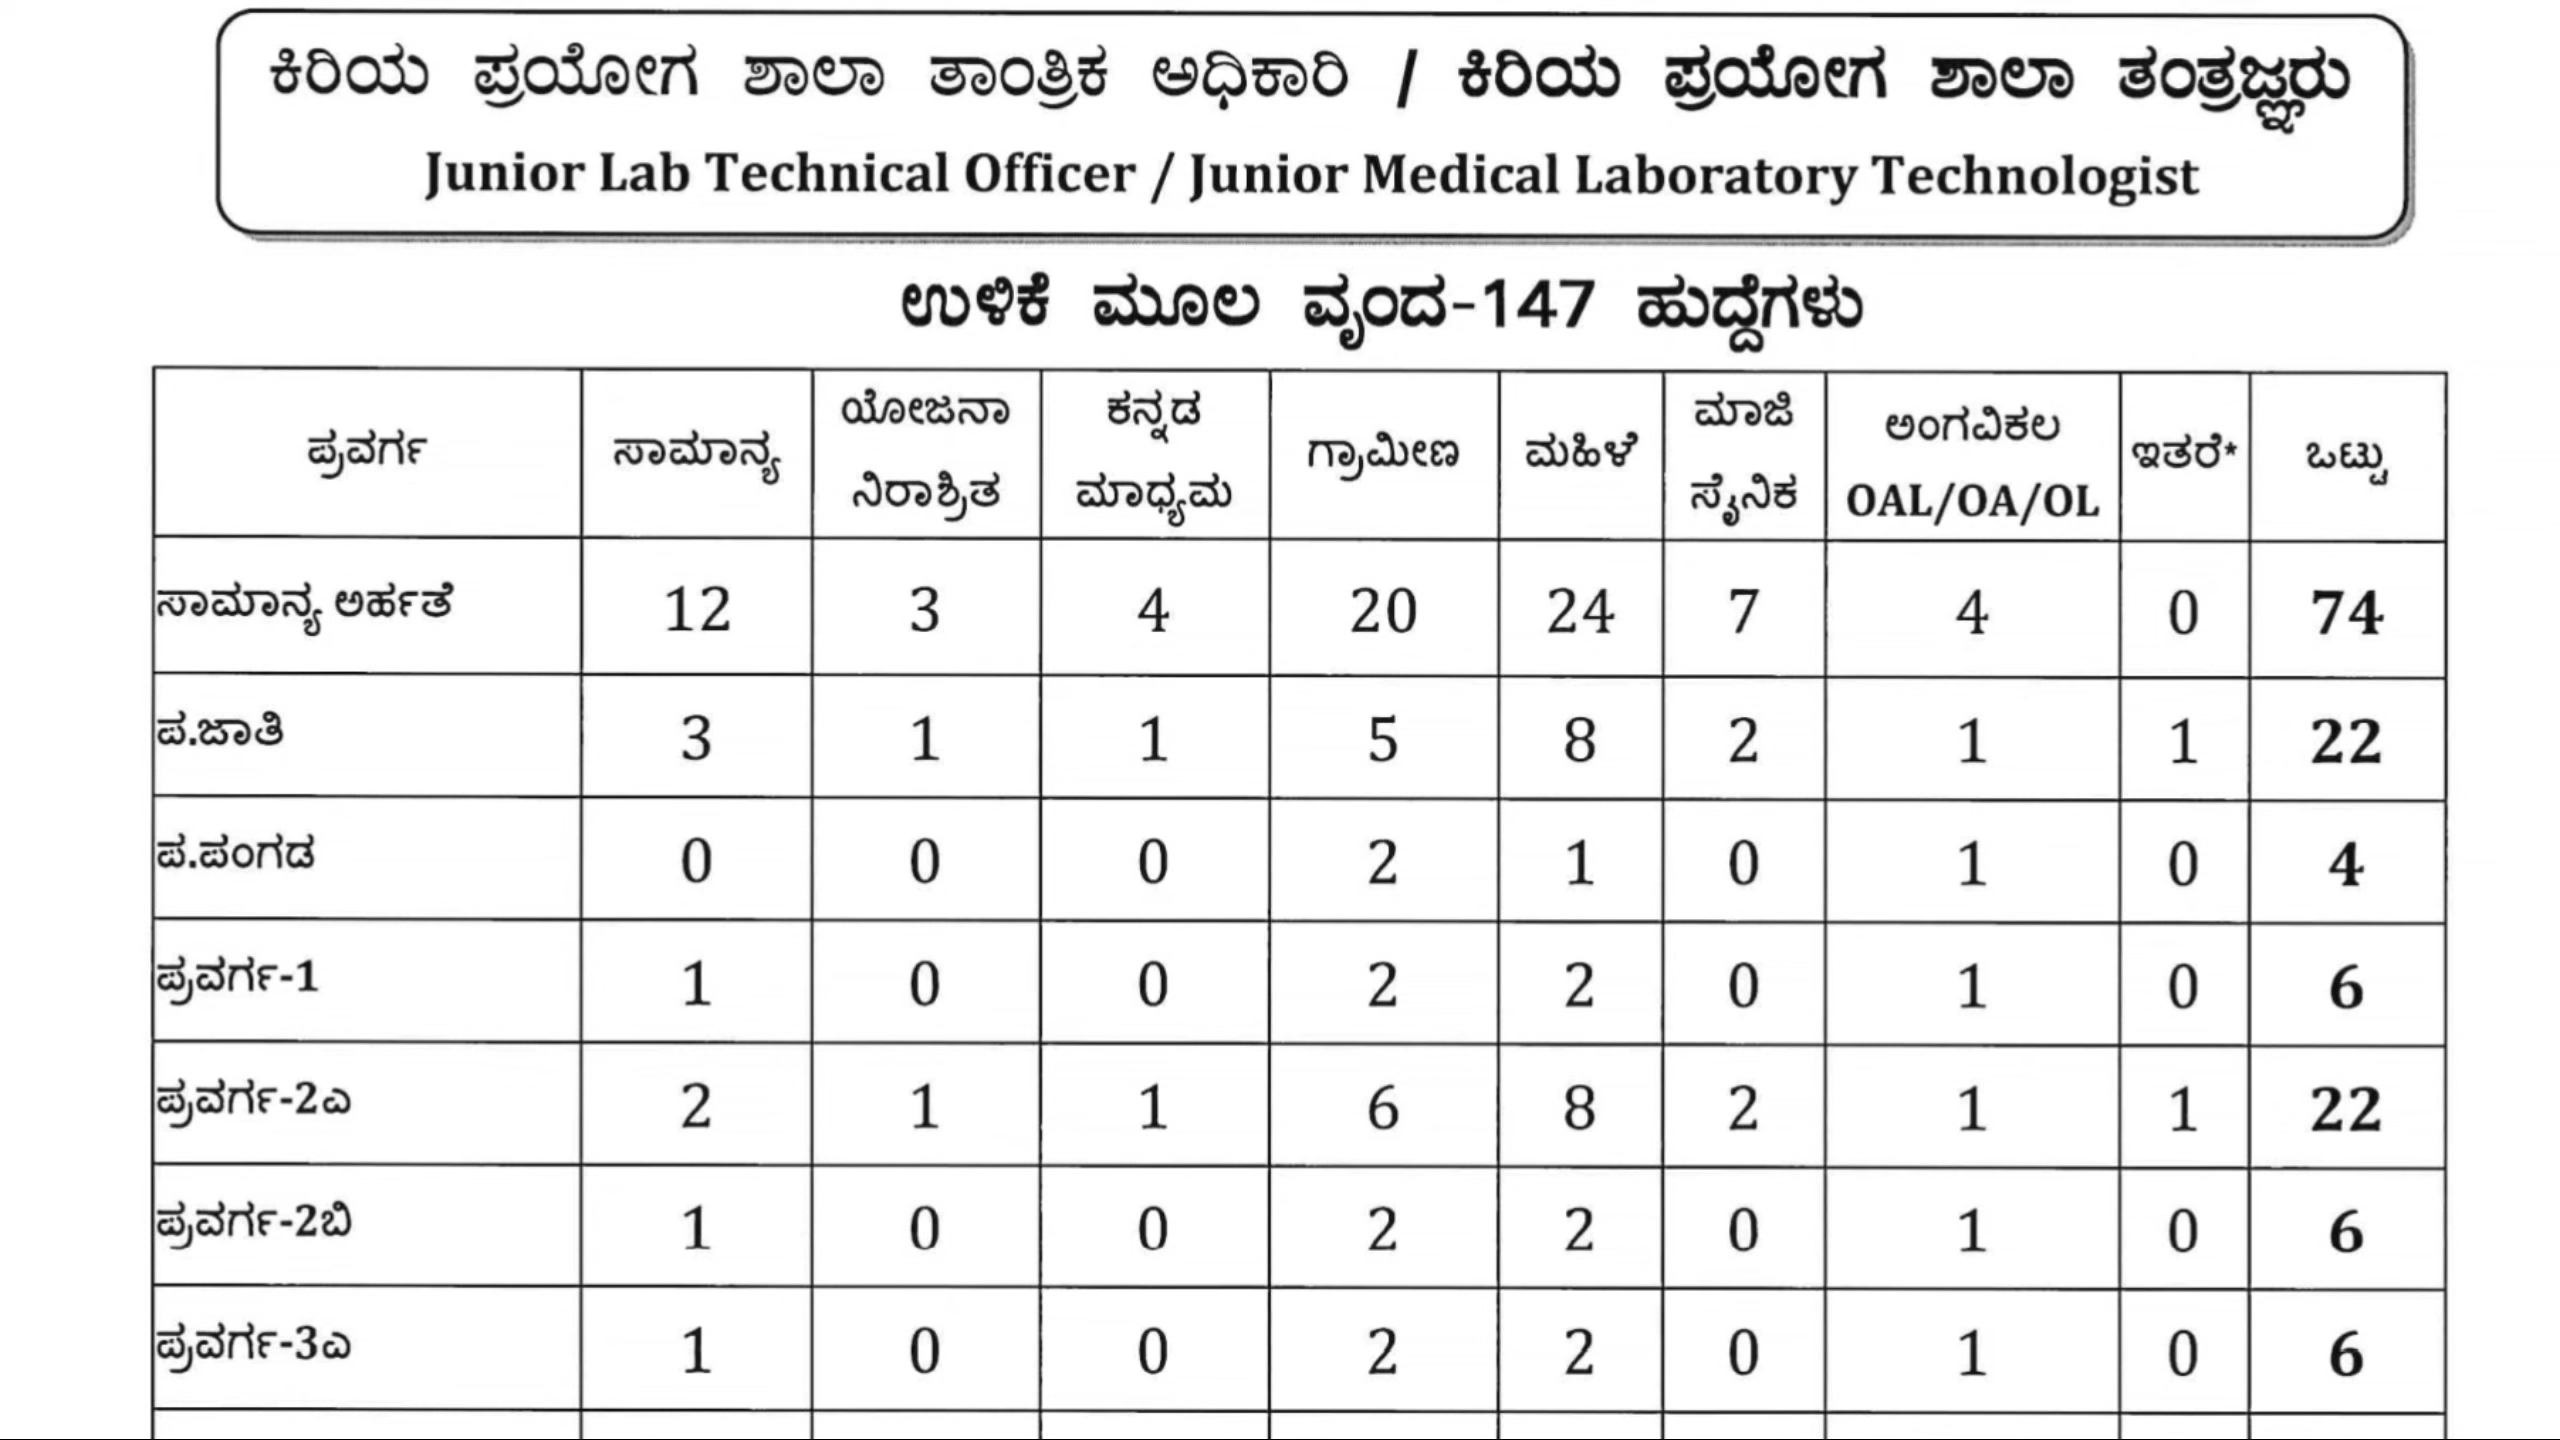 ಕಿರಿಯ ಪ್ರಯೋಗ ಶಾಲಾ ತಾಂತ್ರಿಕ ಅಧಿಕಾರಿ / ಕಿರಿಯ ಪ್ರಯೋಗ ಶಾಲಾ ತಂತ್ರಜ್ಞರು
Junior Lab Technical Officer / Junior Medical Laboratory Technologist
ಉಳಿಕೆ ಮೂಲ ವೃಂದ-147 ಹುದ್ದೆಗಳು
ಪ್ರವರ್ಗ ಸಾಮಾನ್ಯ ಯೋಜನಾ ನಿರಾಶ್ರಿತ ಕನ್ನಡ ಮಾಧ್ಯಮ ಗ್ರಾಮೀಣ ಮಹಿಳೆ ಮಾಜಿ ಸೈನಿಕ ಅಂಗವಿಕಲ OAL/OA/OL ಇತರೆ* ಒಟ್ಟು
ಸಾಮಾನ್ಯ ಅರ್ಹತೆ 12 3 4 20 24 7 4 0 74
ಪ.ಜಾತಿ 3 1 1 5 8 2 1 1 22
ಪ.ಪಂಗಡ 0 0 0 2 1 0 1 0 4
ಪ್ರವರ್ಗ-1 1 0 0 2 2 0 1 0 6
ಪ್ರವರ್ಗ-2ಎ 2 1 1 6 8 2 1 1 22
ಪ್ರವರ್ಗ-2ಬಿ 1 0 0 2 2 0 1 0 6
ಪ್ರವರ್ಗ-3ಎ 1 0 0 2 2 0 1 0 6